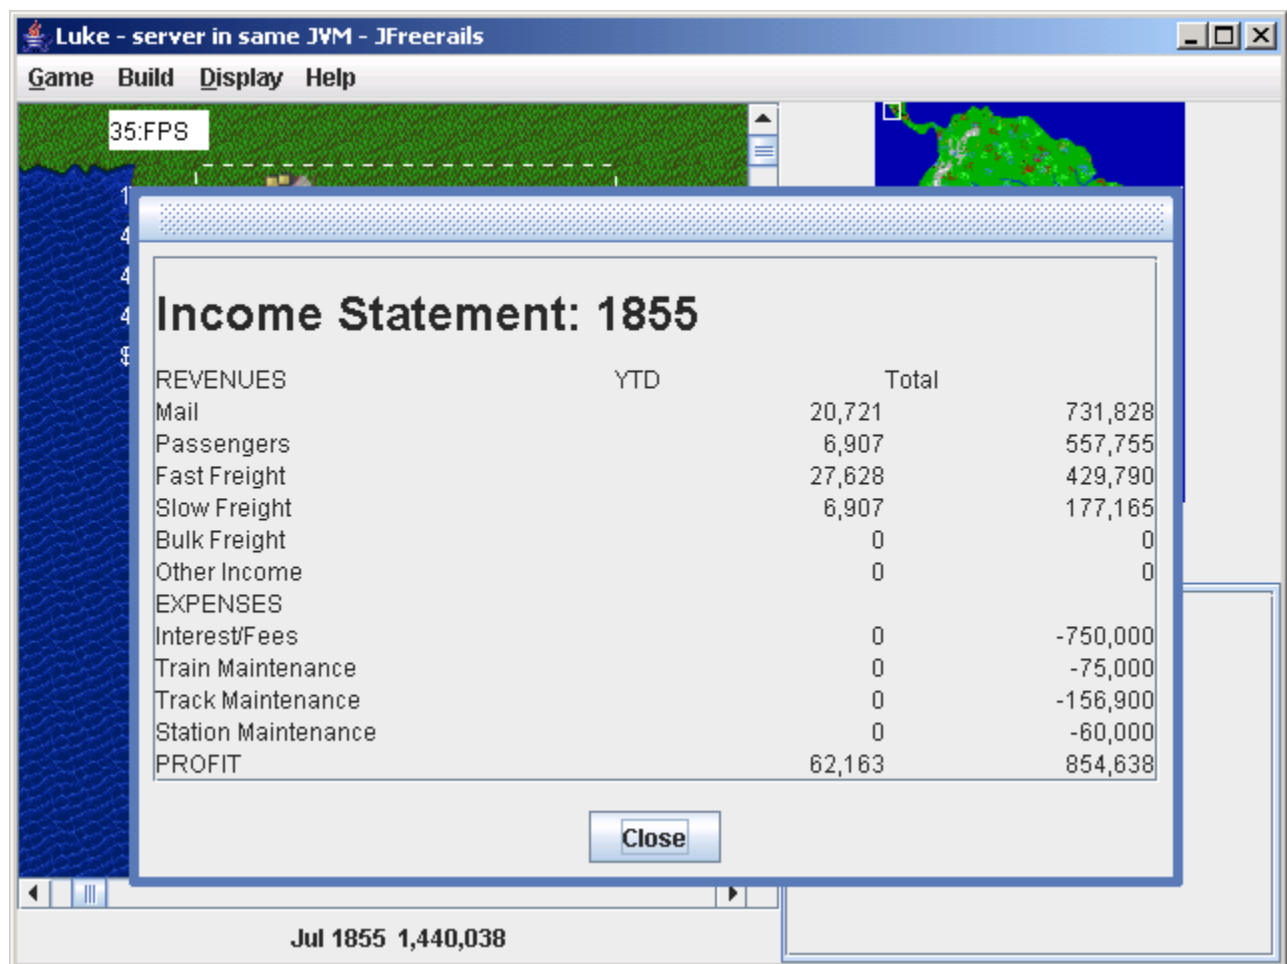 Luke - server in same JVM - JFreerails
Game Build Display Help
35:FPS
1
4
4
4
$
Income Statement: 1855
REVENUES YTD Total
Mail 20,721 731,828
Passengers 6,907 557,755
Fast Freight 27,628 429,790
Slow Freight 6,907 177,165
Bulk Freight 0 0
Other Income 0 0
EXPENSES
Interest/Fees 0 -750,000
Train Maintenance 0 -75,000
Track Maintenance 0 -156,900
Station Maintenance 0 -60,000
PROFIT 62,163 854,638
Close
Jul 1855 1,440,038